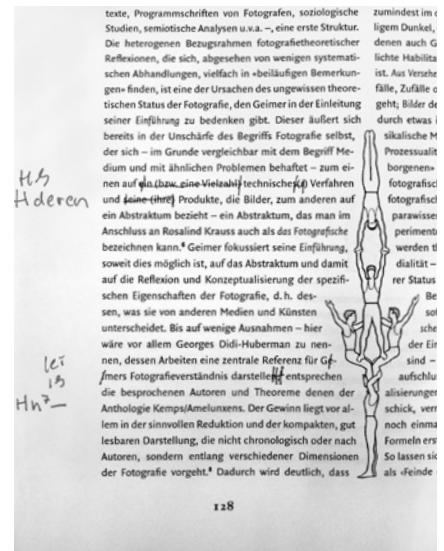 texte, Programmschriften von Fotografen, soziologische
Studien, semiotische Analysen u.v.a. –, eine erste Struktur.
Die heterogenen Bezugsrahmen fotografietheoretischer
Reflexionen, die sich, abgesehen von wenigen systemati-
schen Abhandlungen, vielfach in »beiläufigen Bemerkun-
gen« finden, ist eine der Ursachen des ungewissen theore-
tischen Status der Fotografie, den Geimer in der Einleitung
seiner Einführung zu bedenken gibt. Dieser äußert sich
bereits in der Unschärfe des Begriffs Fotografie selbst,
der sich – im Grunde vergleichbar mit dem Begriff Me-
dium und mit ähnlichen Problemen behaftet – zum ei-
nen auf ein (bzw. eine Vielzahl) technische(s) Verfahren
und seine (ihre) Produkte, die Bilder, zum anderen auf
ein Abstraktum bezieht – ein Abstraktum, das man im
Anschluss an Rosalind Krauss auch als das Fotografische
bezeichnen kann.⁸ Geimer fokussiert seine Einführung,
soweit dies möglich ist, auf das Abstraktum und damit
auf die Reflexion und Konzeptualisierung der spezifi-
schen Eigenschaften der Fotografie, d. h. des-
sen, was sie von anderen Medien und Künsten
unterscheidet. Bis auf wenige Ausnahmen – hier
wäre vor allem Georges Didi-Huberman zu nen-
nen, dessen Arbeiten eine zentrale Referenz für G
mers Fotografieverständnis darstellen entsprechen
die besprochenen Autoren und Theoreme denen der
Anthologie Kemps/Amelunxens. Der Gewinn liegt vor al-
lem in der sinnvollen Reduktion und der kompakten, gut
lesbaren Darstellung, die nicht chronologisch oder nach
Autoren, sondern entlang verschiedener Dimensionen
der Fotografie vorgeht.⁹ Dadurch wird deutlich, dass
128
H deren
zumindest im
ligem Dunkel,
denen auch G
lichte Habilita
ist. Aus Versehe
fälle, Zufälle
geht; Bilder de
durch etwas
sikalische M
Prozessualit
borgenen»
fotografisc
fotografisch
parawisse
periment
werden t
dialität –
rer Status
Be
so
sche
der Ein
sind –
aufschlu
alisierunger
schick, verr
noch einma
Formeln ers
So lassen sic
als ‹Feinde